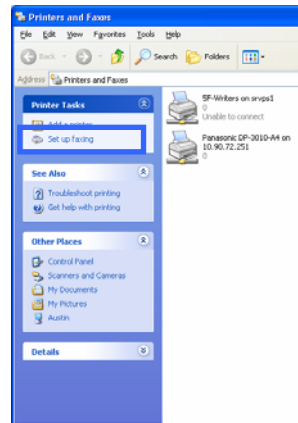 Printers and Faxes
File Edit View Favorites Tools Help
Back Search Folders
Address Printers and Faxes
Printer Tasks
Add a printer
Set up faxing
See Also
Troubleshoot printing
Get help with printing
Other Places
Control Panel
Scanners and Cameras
My Documents
My Pictures
Austin
Details
SF-Writers on srvps1
0
Unable to connect
Panasonic DP-3010-A4 on
10.90.72.251
0